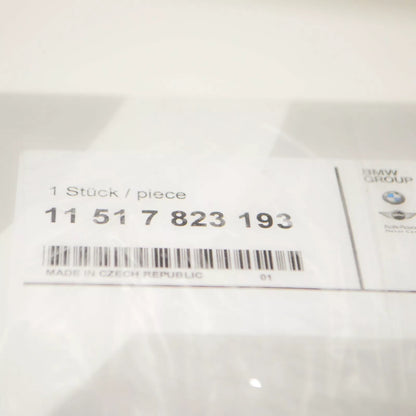 1 Stück / piece
11 51 7 823 193
MADE IN CZECH REPUBLIC 01
BMW
GROUP